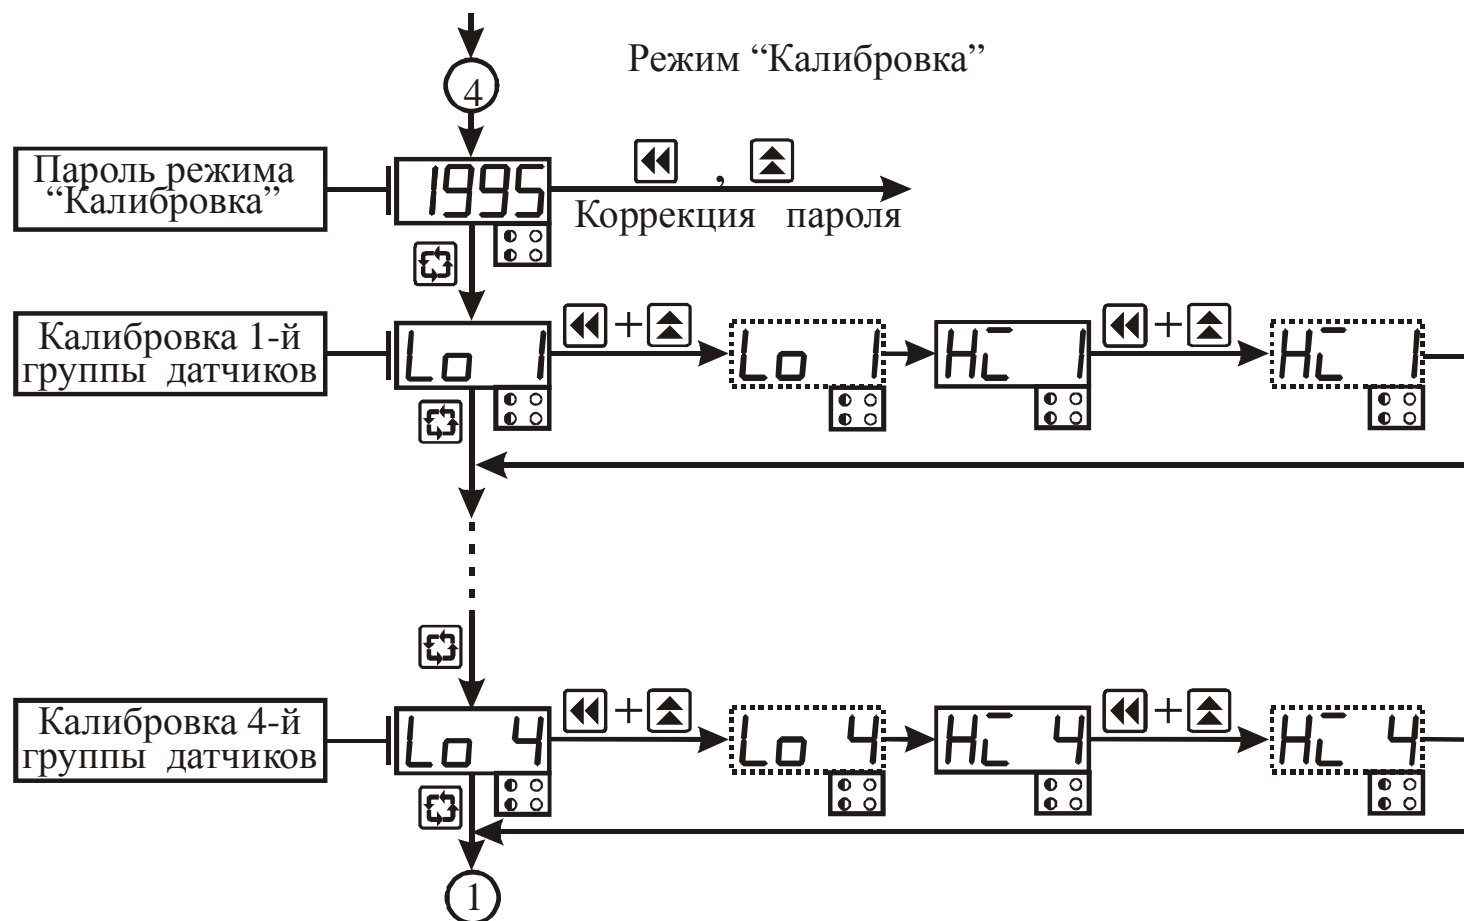 Режим “Калибровка”
4
Пароль режима
“Калибровка”
1995
,
Коррекция пароля
Калибровка 1-й
группы датчиков
Lo 1
+
Lo 1
Hi 1
+
Hi 1
Калибровка 4-й
группы датчиков
Lo 4
+
Lo 4
Hi 4
+
Hi 4
1